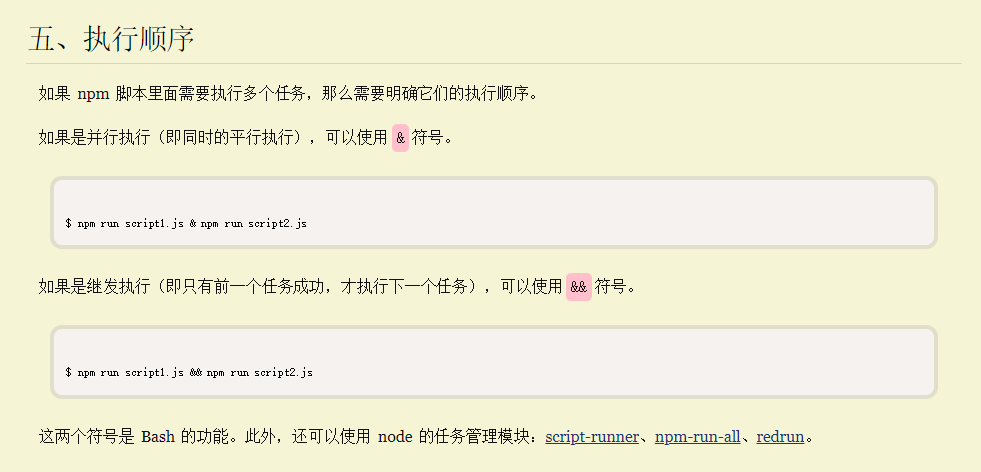 五、执行顺序
如果 npm 脚本里面需要执行多个任务，那么需要明确它们的执行顺序。
如果是并行执行（即同时的平行执行），可以使用 & 符号。
$ npm run script1.js & npm run script2.js
如果是继发执行（即只有前一个任务成功，才执行下一个任务），可以使用 && 符号。
$ npm run script1.js && npm run script2.js
这两个符号是 Bash 的功能。此外，还可以使用 node 的任务管理模块：script-runner、npm-run-all、redrun。